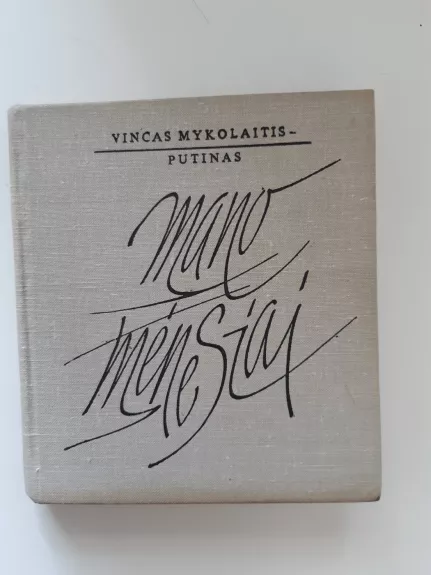 VINCAS MYKOLAITIS–
PUTINAS
mano
mėnesiai